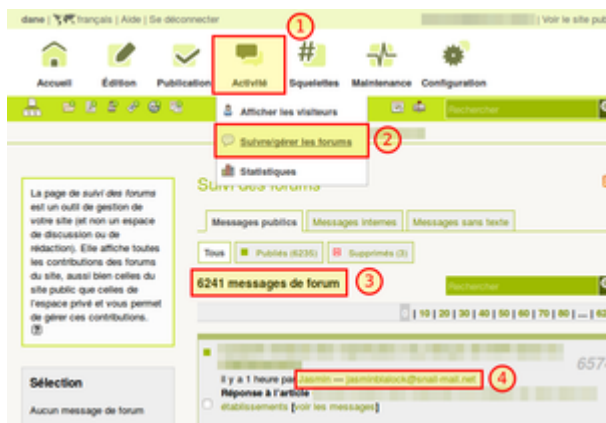 dane | français | Aide | Se déconnecter
| Voir le site pub
1
Accueil Édition Publication Activité Squelettes Maintenance Configuration
Afficher les visiteurs
Rechercher
Suivre/gérer les forums
2
Statistiques
Suivi des forums
La page de suivi des forums
est un outil de gestion de
votre site (et non un espace
de discussion ou de
rédaction). Elle affiche toutes
les contributions des forums
du site, aussi bien celles du
site public que celles de
l'espace privé et vous permet
de gérer ces contributions.
Messages publics Messages internes Messages sans texte
Tous Publiés (6235) Supprimés (3)
6241 messages de forum
3
Rechercher
0 | 10 | 20 | 30 | 40 | 50 | 60 | 70 | 80 | ... | 62
657
Il y a 1 heure par Jasmin — jasminblalock@snail-mail.net
4
Réponse à l'article
établissements [voir les messages]
Sélection
Aucun message de forum